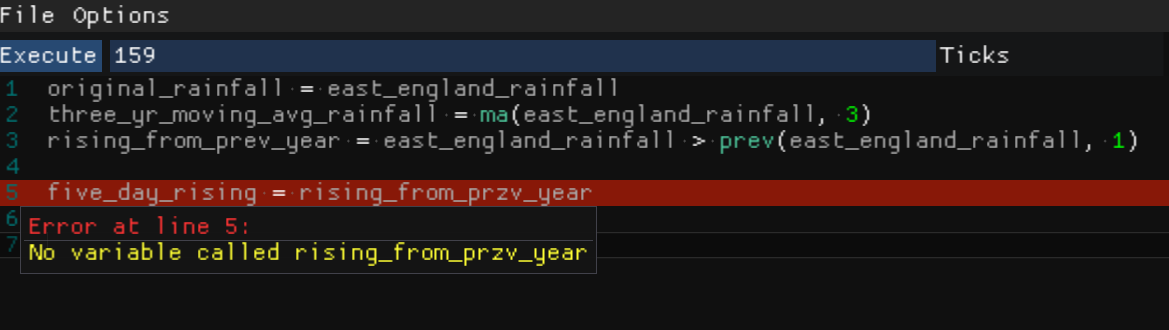 File Options
Execute 159 Ticks
1 original_rainfall = east_england_rainfall
2 three_yr_moving_avg_rainfall = ma(east_england_rainfall, 3)
3 rising_from_prev_year = east_england_rainfall > prev(east_england_rainfall, 1)
4
5 five_day_rising = rising_from_przv_year
6
Error at line 5:
7
No variable called rising_from_przv_year